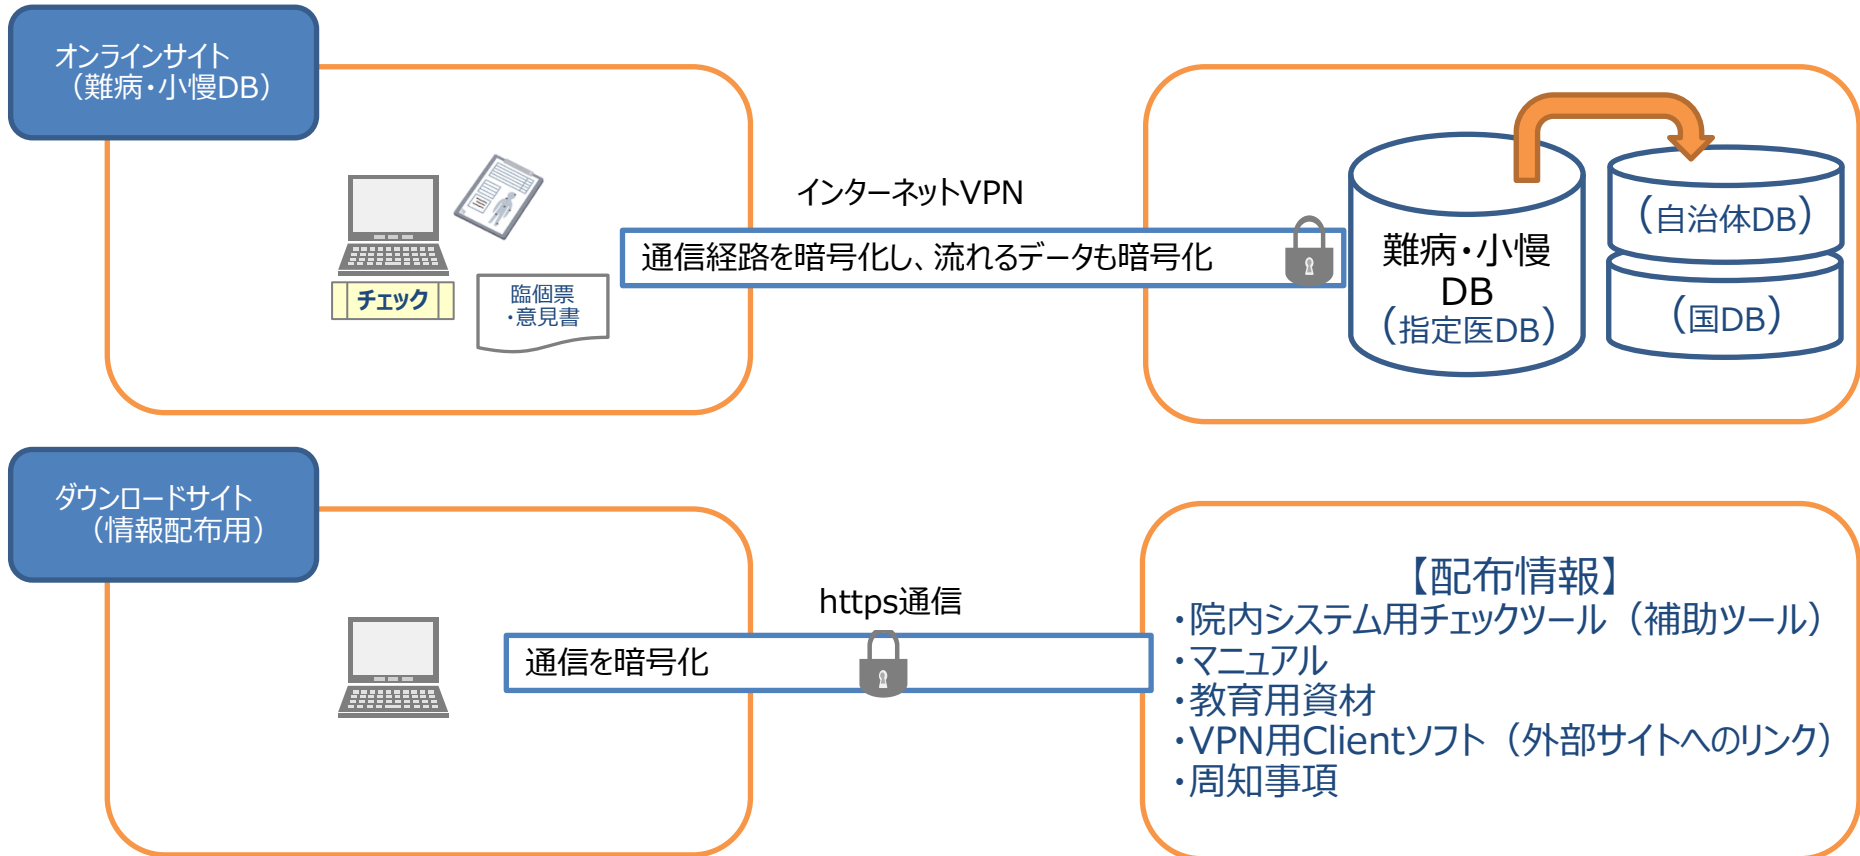 オンラインサイト
（難病・小慢DB）
インターネットVPN
通信経路を暗号化し、流れるデータも暗号化
チェック
臨個票
・意見書
難病・小慢
DB
（指定医DB）
（自治体DB）
（国DB）
ダウンロードサイト
（情報配布用）
https通信
通信を暗号化
【配布情報】
・院内システム用チェックツール（補助ツール）
・マニュアル
・教育用資材
・VPN用Clientソフト（外部サイトへのリンク）
・周知事項